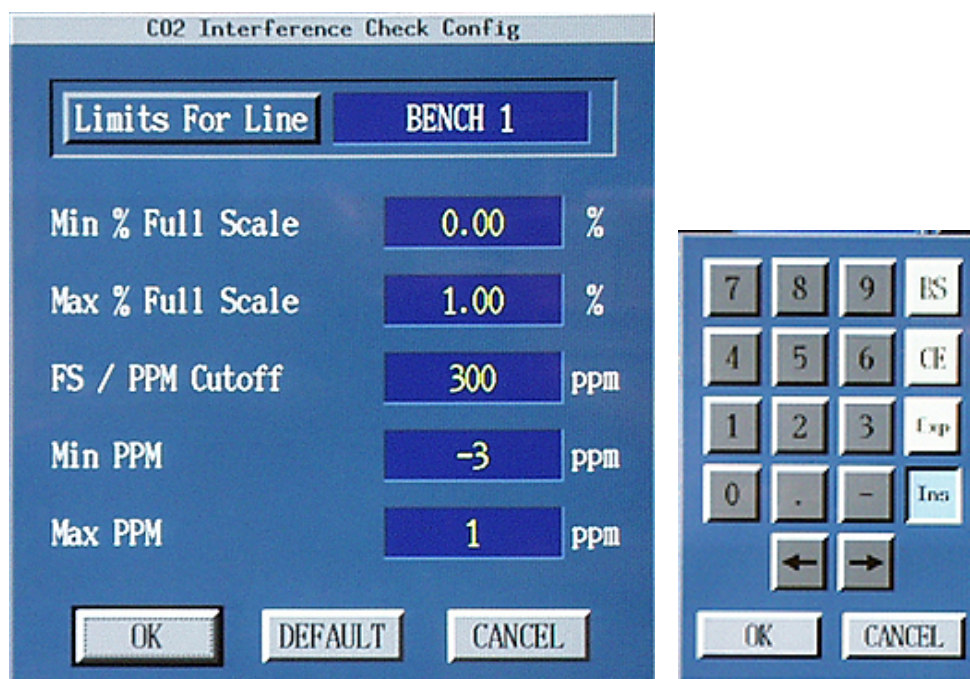 CO2 Interference Check Config
Limits For Line BENCH 1
Min % Full Scale 0.00 %
Max % Full Scale 1.00 %
FS / PPM Cutoff 300 ppm
Min PPM -3 ppm
Max PPM 1 ppm
OK DEFAULT CANCEL
7 8 9 BS
4 5 6 CE
1 2 3 Exp
0 . - Ins
← →
OK CANCEL